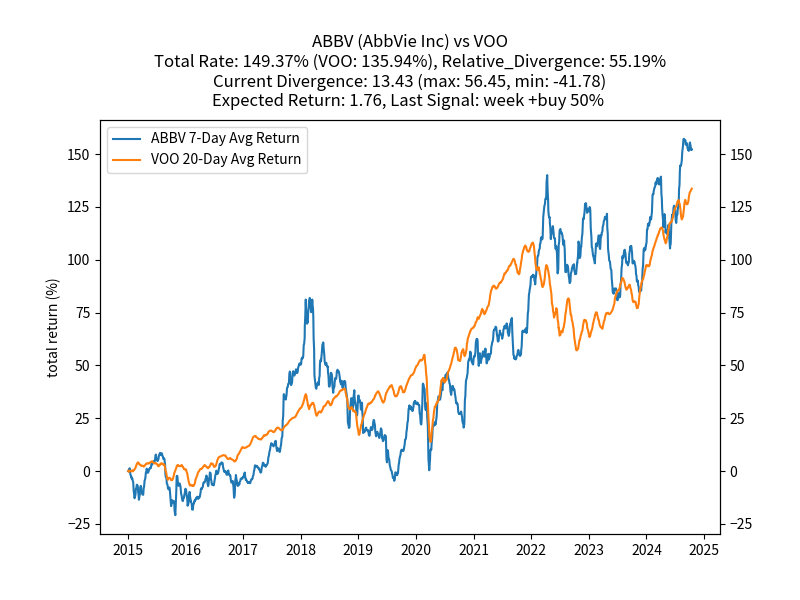 ABBV (AbbVie Inc) vs VOO
Total Rate: 149.37% (VOO: 135.94%), Relative_Divergence: 55.19%
Current Divergence: 13.43 (max: 56.45, min: -41.78)
Expected Return: 1.76, Last Signal: week +buy 50%
ABBV 7-Day Avg Return
VOO 20-Day Avg Return
total return (%)
150 150
125 125
100 100
75 75
50 50
25 25
0 0
−25 −25
2015 2016 2017 2018 2019 2020 2021 2022 2023 2024 2025